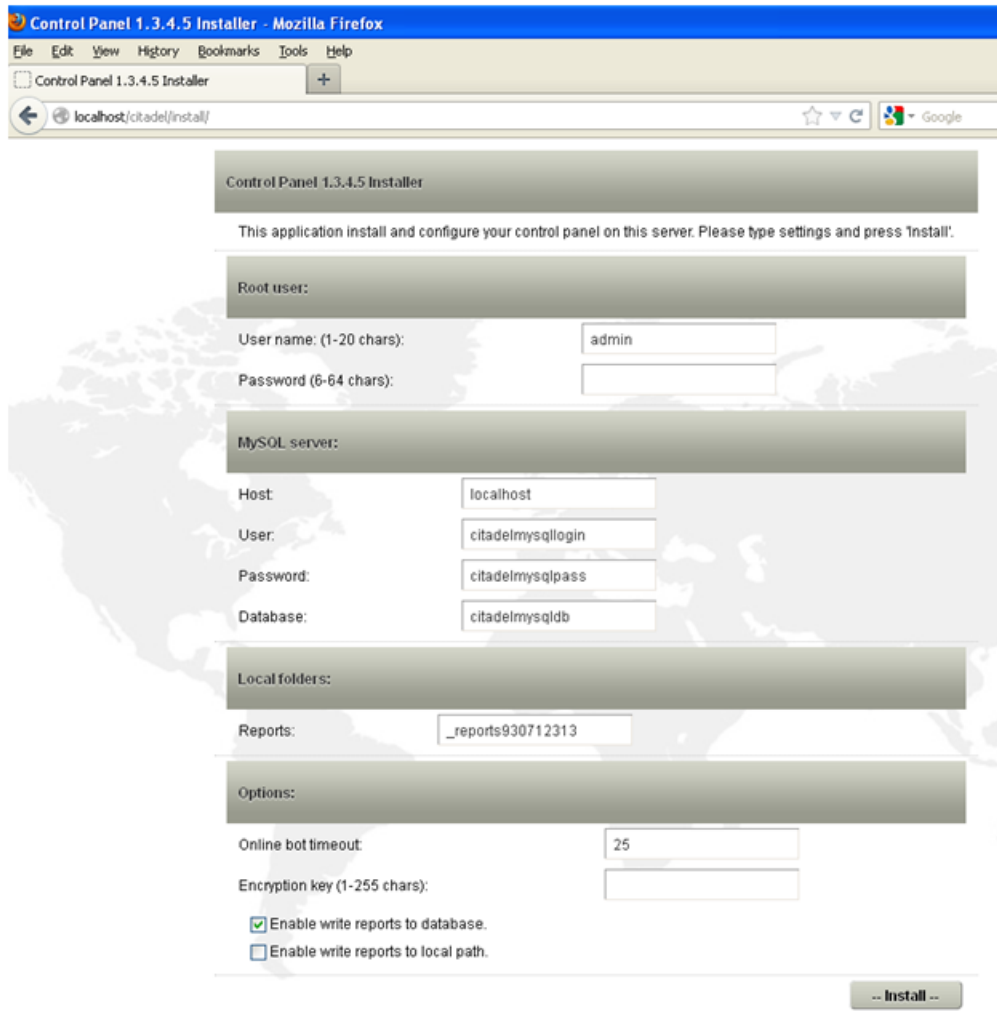 Control Panel 1.3.4.5 Installer - Mozilla Firefox
File Edit View History Bookmarks Tools Help
Control Panel 1.3.4.5 Installer +
localhost/citadel/install/ Google
Control Panel 1.3.4.5 Installer
This application install and configure your control panel on this server. Please type settings and press 'Install'.
Root user:
User name: (1-20 chars): admin
Password (6-64 chars):
MySQL server:
Host: localhost
User: citadelmysqllogin
Password: citadelmysqlpass
Database: citadelmysqldb
Local folders:
Reports: _reports930712313
Options:
Online bot timeout: 25
Encryption key (1-255 chars):
Enable write reports to database.
Enable write reports to local path.
-- Install --